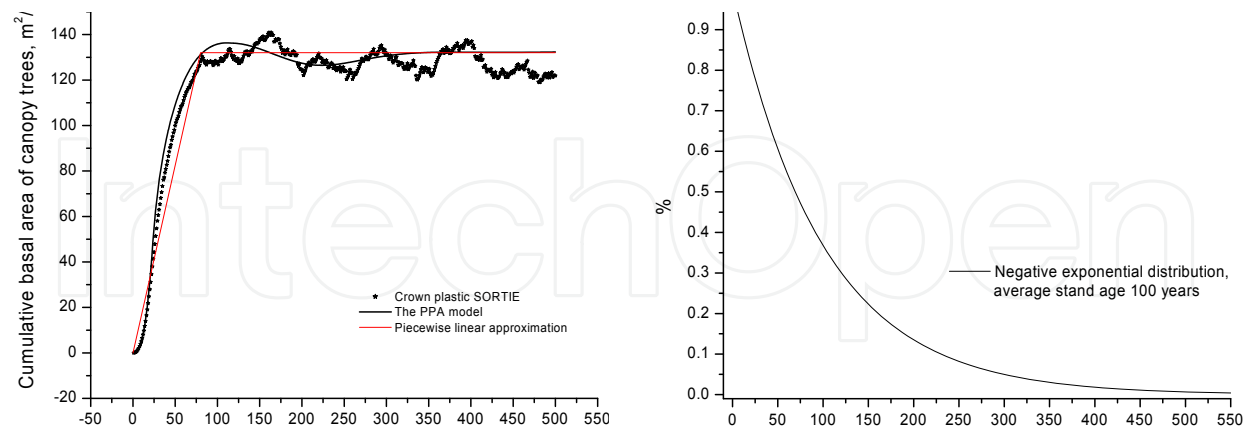 Cumulative basal area of canopy trees, m²/
140
120
100
80
60
40
20
0
-20
-50 0 50 100 150 200 250 300 350 400 450 500 550
Crown plastic SORTIE
The PPA model
Piecewise linear approximation
%
0.9
0.8
0.7
0.6
0.5
0.4
0.3
0.2
0.1
0.0
0 50 100 150 200 250 300 350 400 450 500 550
Negative exponential distribution,
average stand age 100 years
IntechOpen